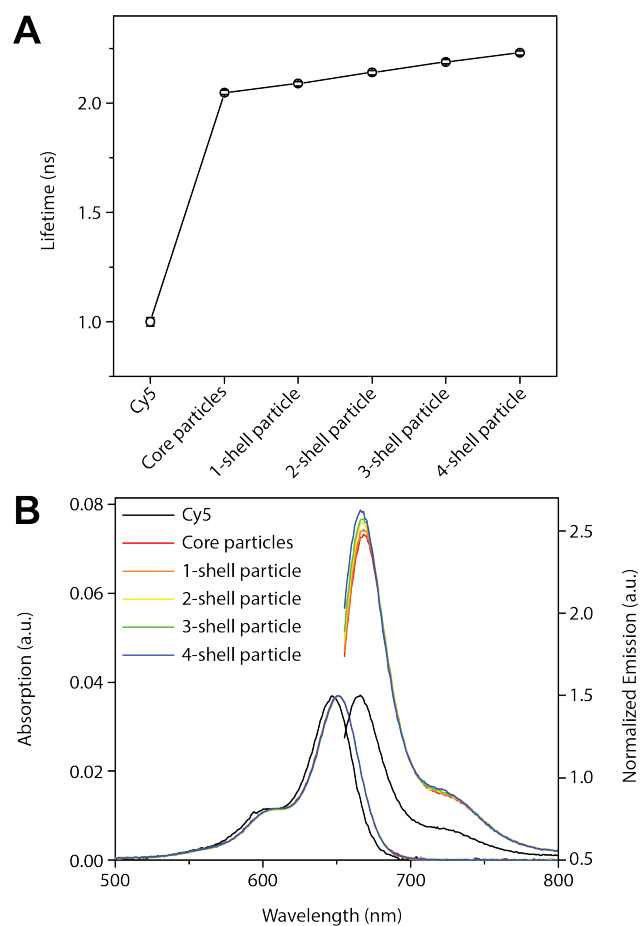 A
2.0
1.5
1.0
Lifetime (ns)
Cy5
Core particles
1-shell particle
2-shell particle
3-shell particle
4-shell particle
B
0.08
0.06
0.04
0.02
0.00
Absorption (a.u.)
Cy5
Core particles
1-shell particle
2-shell particle
3-shell particle
4-shell particle
2.5
2.0
1.5
1.0
0.5
Normalized Emission (a.u.)
500
600
700
800
Wavelength (nm)